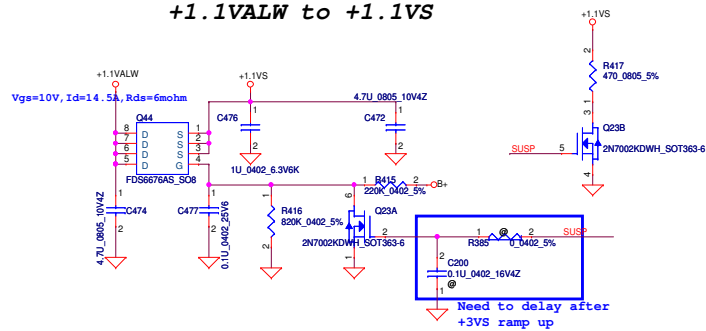 +1.1VALW to +1.1VS
+1.1VALW
+1.1VS
+1.1VS
Vgs=10V,Id=14.5A,Rds=6mohm
Q44
8 D S 1
7 D S 2
6 D S 3
5 D G 4
FDS6676AS_SO8
1
C474
2
4.7U_0805_10V4Z
1
C477
2
0.1U_0402_25V6
1
C476
2
1U_0402_6.3V6K
4.7U_0805_10V4Z
1
C472
2
R415
1 2
220K_0402_5%
B+
1
R416
820K_0402_5%
2
6
Q23A
2
2N7002KDWH_SOT363-6
1
2
R417
470_0805_5%
1
3
Q23B
SUSP
5
2N7002KDWH_SOT363-6
4
1 @ 2
R385 0_0402_5%
SUSP
2
C200
0.1U_0402_16V4Z
1
@
Need to delay after
+3VS ramp up